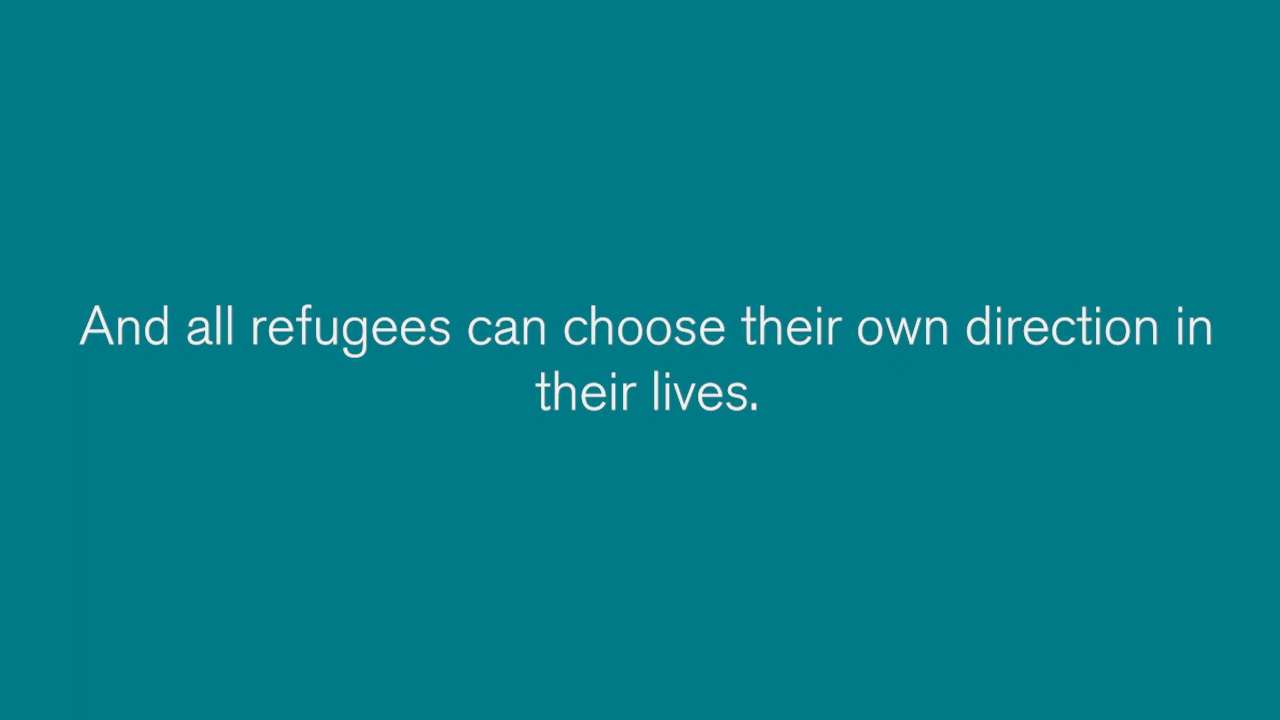 And all refugees can choose their own direction in
their lives.